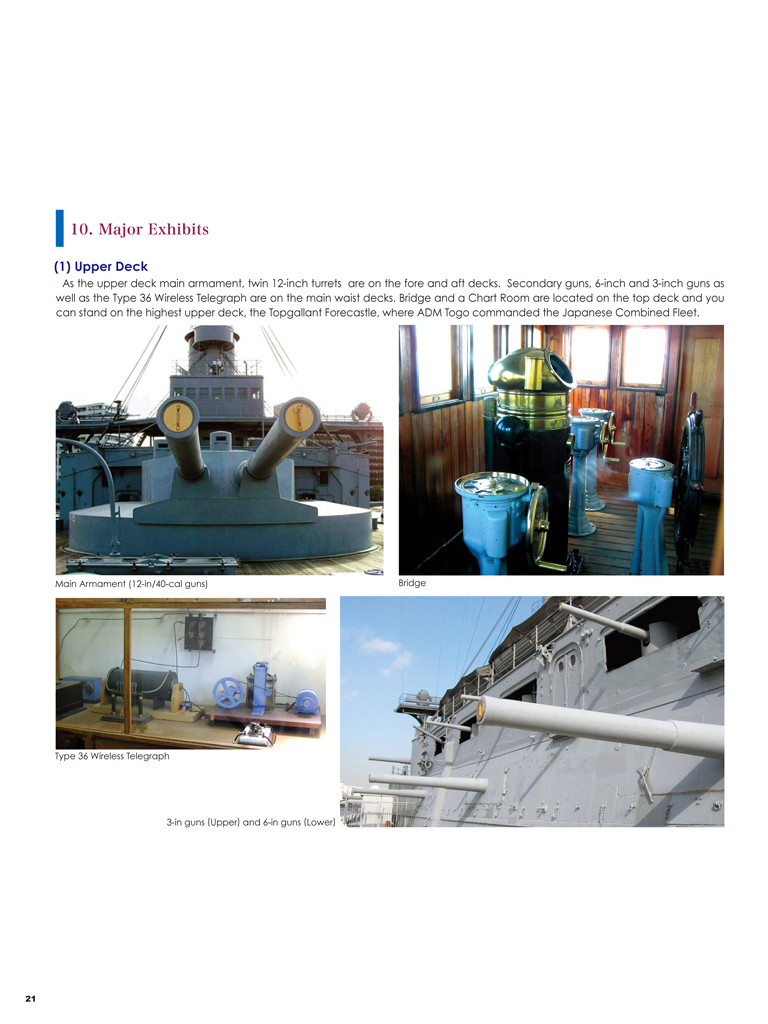 10. Major Exhibits
(1) Upper Deck
As the upper deck main armament, twin 12-inch turrets are on the fore and aft decks. Secondary guns, 6-inch and 3-inch guns as
well as the Type 36 Wireless Telegraph are on the main waist decks. Bridge and a Chart Room are located on the top deck and you
can stand on the highest upper deck, the Topgallant Forecastle, where ADM Togo commanded the Japanese Combined Fleet.
Main Armament (12-in/40-cal guns)
Bridge
Type 36 Wireless Telegraph
3-in guns (Upper) and 6-in guns (Lower)
21